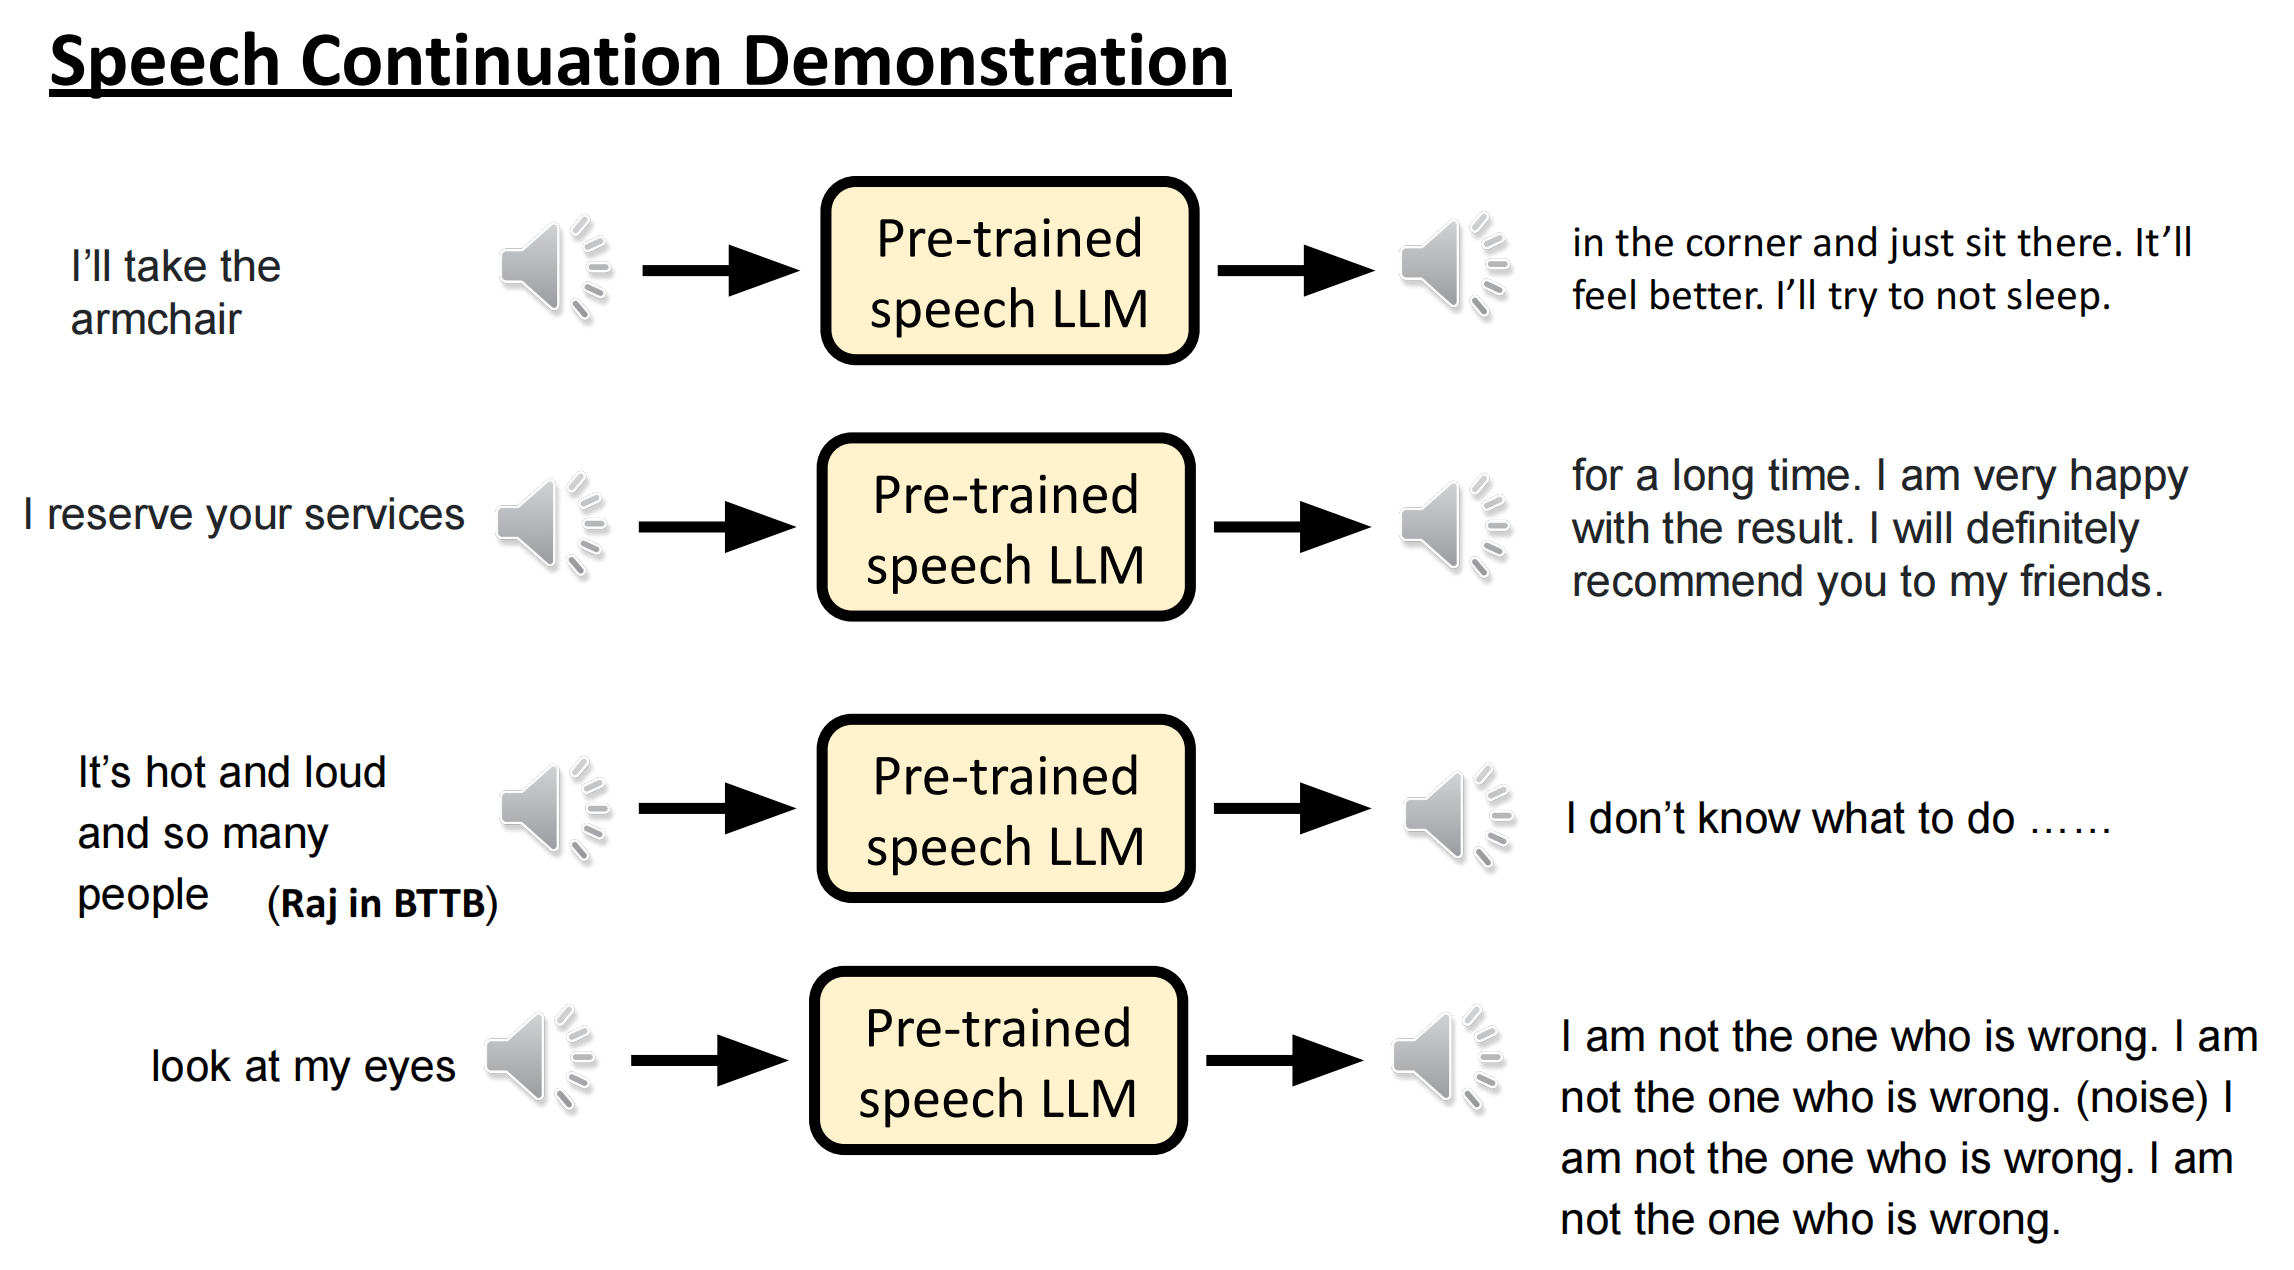 Speech Continuation Demonstration
I’ll take the
armchair
Pre-trained
speech LLM
in the corner and just sit there. It’ll
feel better. I’ll try to not sleep.
I reserve your services
Pre-trained
speech LLM
for a long time. I am very happy
with the result. I will definitely
recommend you to my friends.
It’s hot and loud
and so many
people (Raj in BTTB)
Pre-trained
speech LLM
I don’t know what to do ……
look at my eyes
Pre-trained
speech LLM
I am not the one who is wrong. I am
not the one who is wrong. (noise) I
am not the one who is wrong. I am
not the one who is wrong.